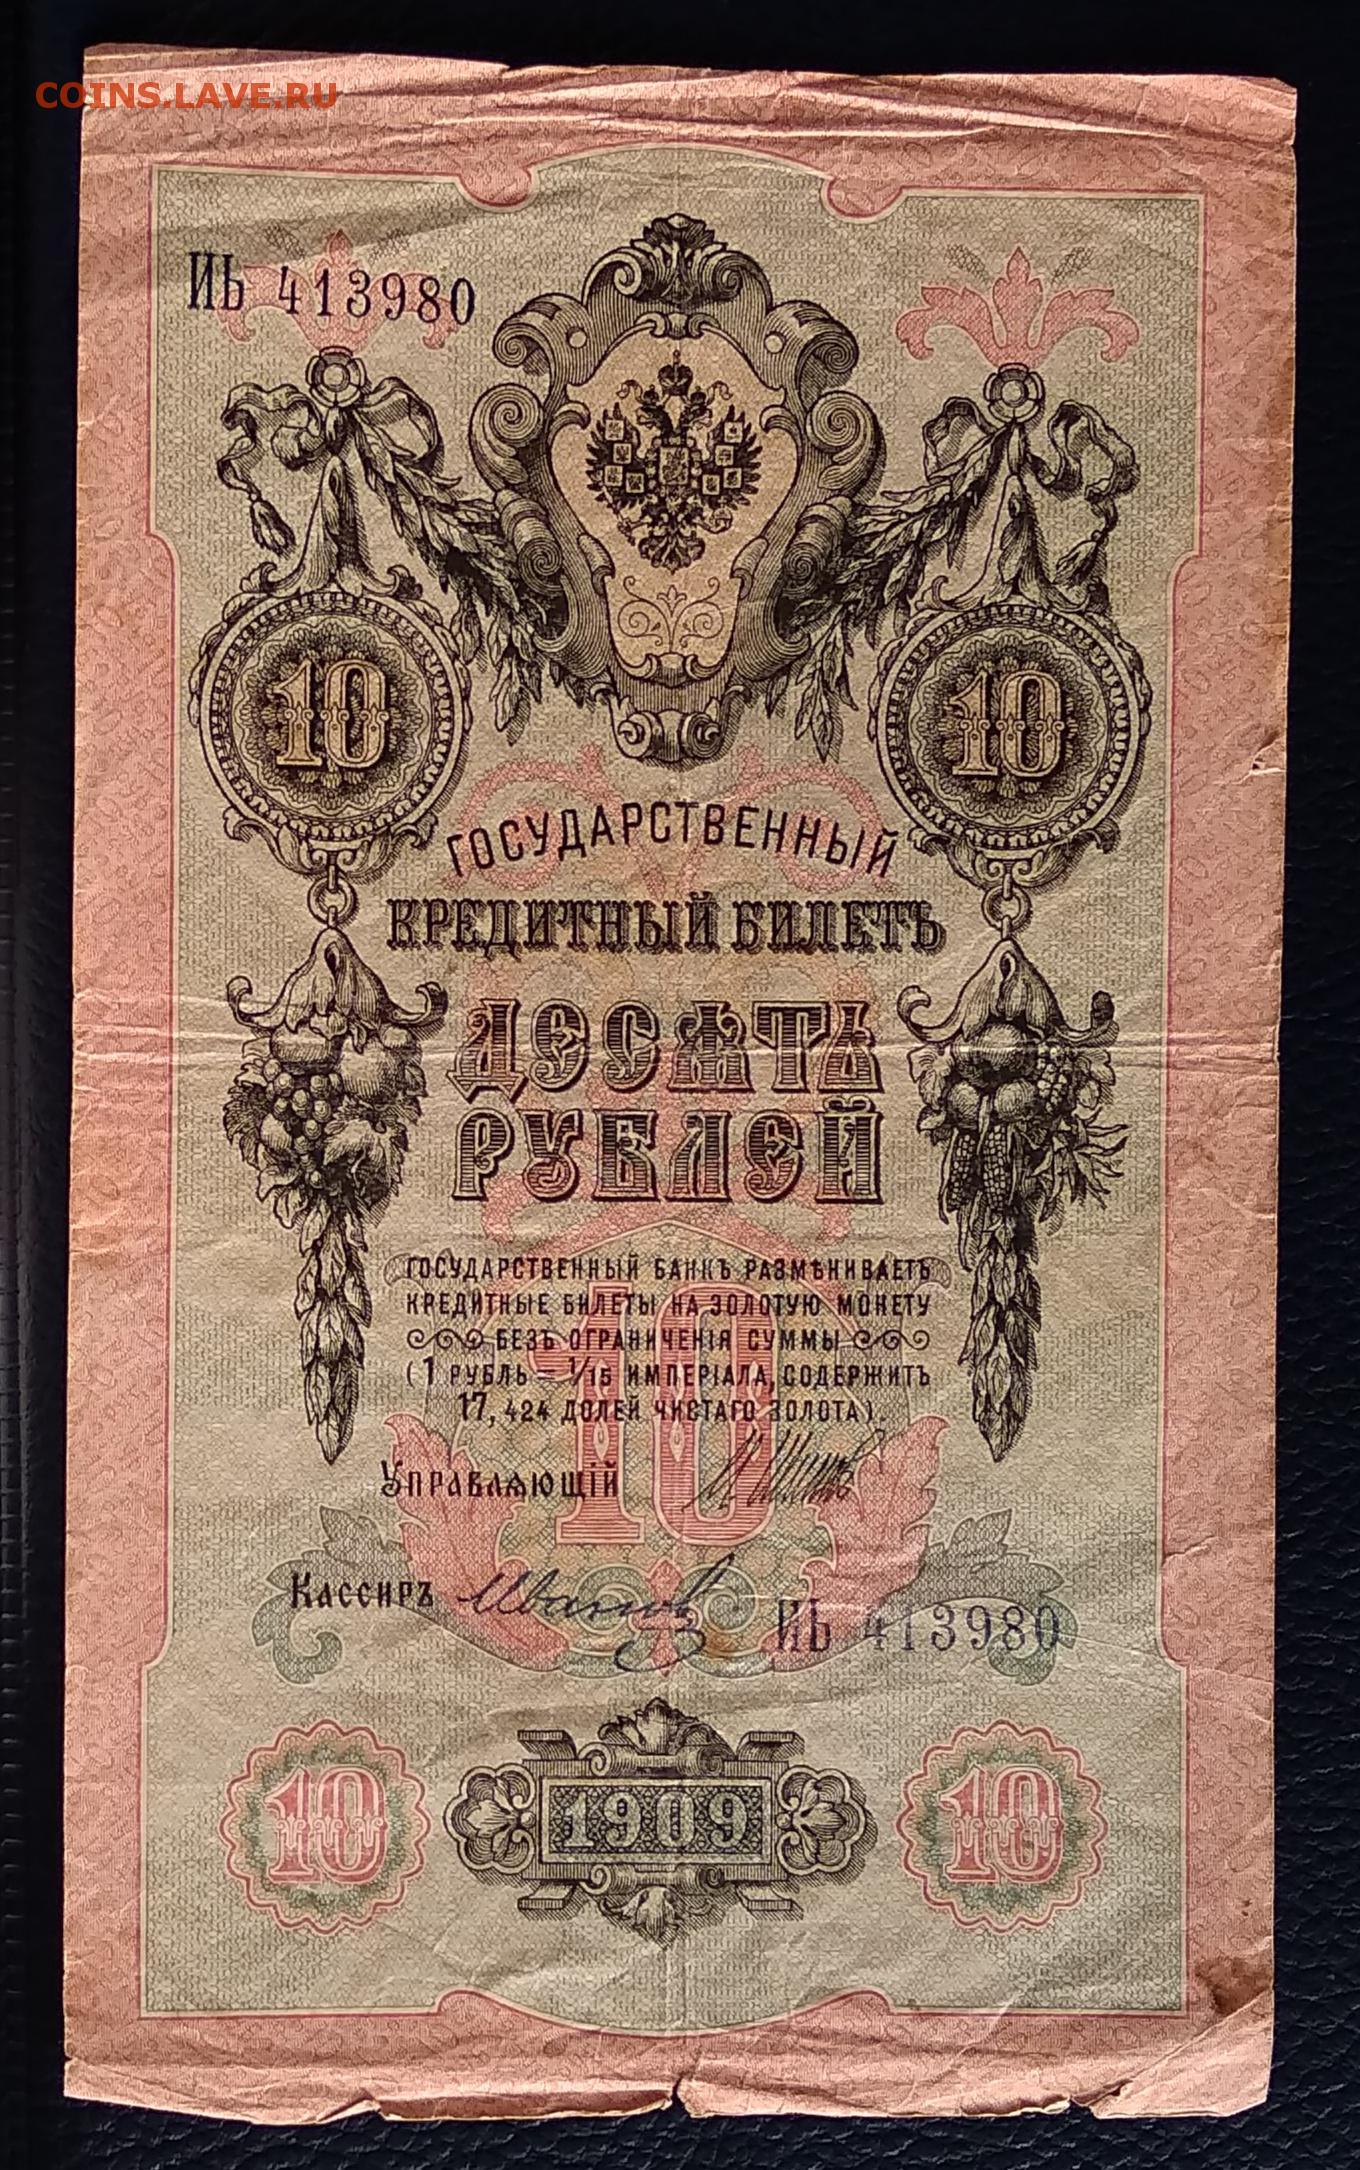 COINS.LAVE.RU
ИЬ 413980
10 10
ГОСУДАРСТВЕННЫЙ
КРЕДИТНЫЙ БИЛЕТЪ
ДЕСЯТЬ
РУБЛЕЙ
ГОСУДАРСТВЕННЫЙ БАНКЪ РАЗМѢНИВАЕТЪ
КРЕДИТНЫЕ БИЛЕТЫ НА ЗОЛОТУЮ МОНЕТУ
БЕЗЪ ОГРАНИЧЕНІЯ СУММЫ
(1 РУБЛЬ = 1/15 ИМПЕРІАЛА, СОДЕРЖИТЪ
17,424 ДОЛЕЙ ЧИСТАГО ЗОЛОТА).
10
УПРАВЛЯЮЩІЙ
КАССИРЪ Иванов
ИЬ 413980
10 1909 10